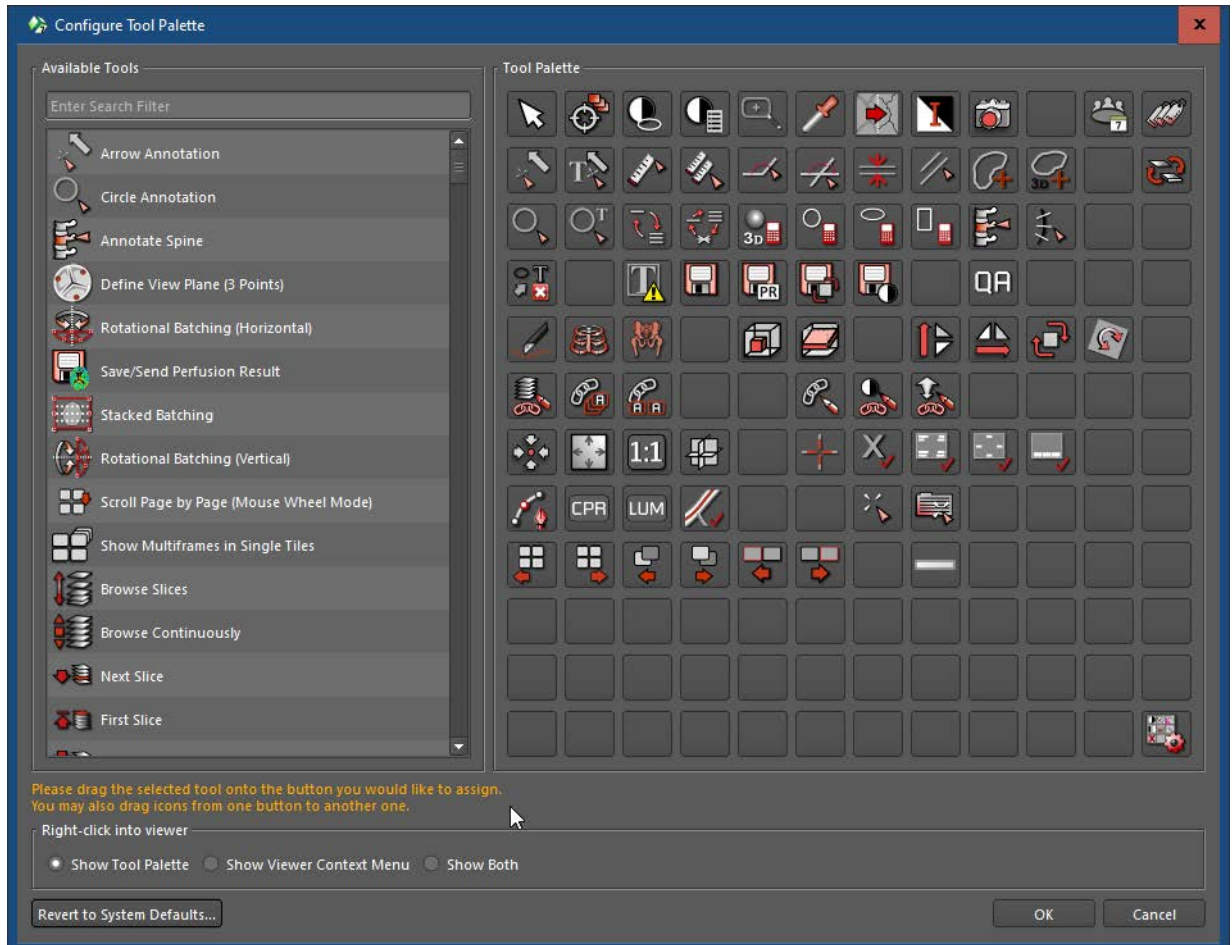 Configure Tool Palette
x
Available Tools
Tool Palette
Enter Search Filter
Arrow Annotation
Circle Annotation
Annotate Spine
Define View Plane (3 Points)
Rotational Batching (Horizontal)
Save/Send Perfusion Result
Stacked Batching
Rotational Batching (Vertical)
Scroll Page by Page (Mouse Wheel Mode)
Show Multiframes in Single Tiles
Browse Slices
Browse Continuously
Next Slice
First Slice
I
7
T
3D
T
3D
T
T
PR
QA
A
A A
1:1
X
CPR
LUM
Please drag the selected tool onto the button you would like to assign.
You may also drag icons from one button to another one.
Right-click into viewer
Show Tool Palette
Show Viewer Context Menu
Show Both
Revert to System Defaults...
OK
Cancel